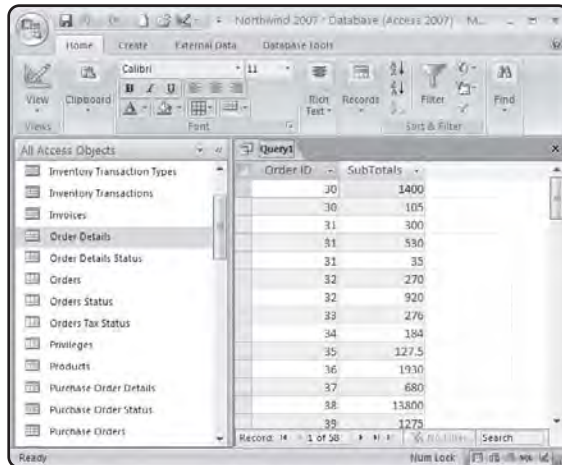 Northwind 2007 : Database (Access 2007) M...
Home Create External Data Database Tools
View
Clipboard
Calibri 11
B I U
A
Rich Text
Records
Filter
Find
Views Font Sort & Filter
All Access Objects
Inventory Transaction Types
Inventory Transactions
Invoices
Order Details
Order Details Status
Orders
Orders Status
Orders Tax Status
Privileges
Products
Purchase Order Details
Purchase Order Status
Purchase Orders
Query1
Order ID SubTotals
30 1400
30 105
31 300
31 530
31 35
32 270
32 920
33 276
34 184
35 127.5
36 1930
37 680
38 13800
39 1275
Record: 1 of 58 No Filter Search
Ready Num Lock